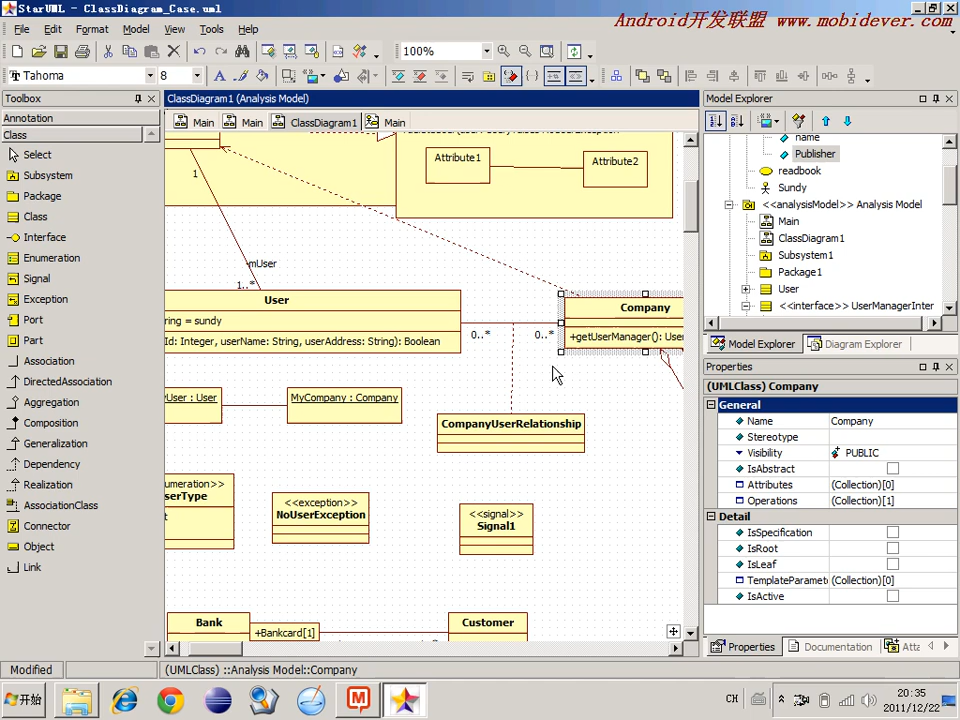 StarUML - ClassDiagram_Case.uml
Android开发联盟 www.mobidever.com
File Edit Format Model View Tools Help
100%
Tahoma 8
Toolbox
Annotation
Class
Select
Subsystem
Package
Class
Interface
Enumeration
Signal
Exception
Port
Part
Association
DirectedAssociation
Aggregation
Composition
Generalization
Dependency
Realization
AssociationClass
Connector
Object
Link
ClassDiagram1 (Analysis Model)
Main Main ClassDiagram1 Main
Attribute1
Attribute2
1
mUser
1..*
User
ring = sundy
Id: Integer, userName: String, userAddress: String): Boolean
0..* 0..*
Company
+getUserManager(): User
yUser : User
MyCompany : Company
CompanyUserRelationship
umeration>>
serType
<<exception>>
NoUserException
<<signal>>
Signal1
Bank
+Bankcard[1]
Customer
Model Explorer
name
Publisher
readbook
Sundy
<<analysisModel>> Analysis Model
Main
ClassDiagram1
Subsystem1
Package1
User
<<interface>> UserManagerInter
Model Explorer Diagram Explorer
Properties
(UMLClass) Company
General
Name Company
Stereotype
Visibility PUBLIC
IsAbstract
Attributes (Collection)[0]
Operations (Collection)[1]
Detail
IsSpecification
IsRoot
IsLeaf
TemplateParamet (Collection)[0]
IsActive
Properties Documentation Atta
Modified
(UMLClass) ::Analysis Model::Company
开始
CH
20:35
2011/12/22